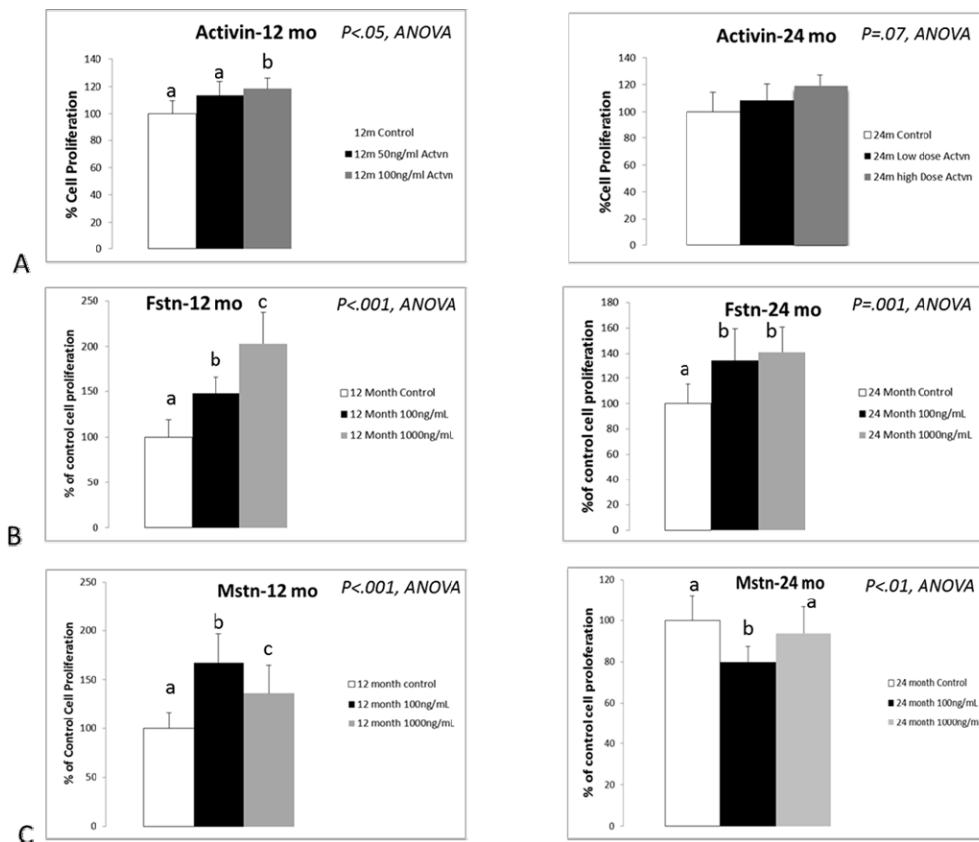 Activin-12 mo P<.05, ANOVA
% Cell Proliferation
140
120
100
80
60
40
20
0
a a b
12m Control
12m 50ng/ml Actvn
12m 100ng/ml Actvn
Activin-24 mo P=.07, ANOVA
%Cell Proliferation
140
120
100
80
60
40
20
0
24m Control
24m Low dose Actvn
24m high Dose Actvn
A
Fstn-12 mo P<.001, ANOVA
% of control cell proliferation
250
200
150
100
50
0
a b c
12 Month Control
12 Month 100ng/mL
12 Month 1000ng/mL
Fstn-24 mo P=.001, ANOVA
%of control cell proliferation
180
160
140
120
100
80
60
40
20
0
a b b
24 Month Control
24 Month 100ng/mL
24 Month 1000ng/mL
B
Mstn-12 mo P<.001, ANOVA
% of Control Cell Proliferation
250
200
150
100
50
0
a b c
12 month control
12 month 100ng/mL
12 month 1000ng/mL
Mstn-24 mo P<.01, ANOVA
% of control cell proloferation
120
100
80
60
40
20
0
a b a
24 month Control
24 month 100ng/mL
24 month 1000ng/m
C